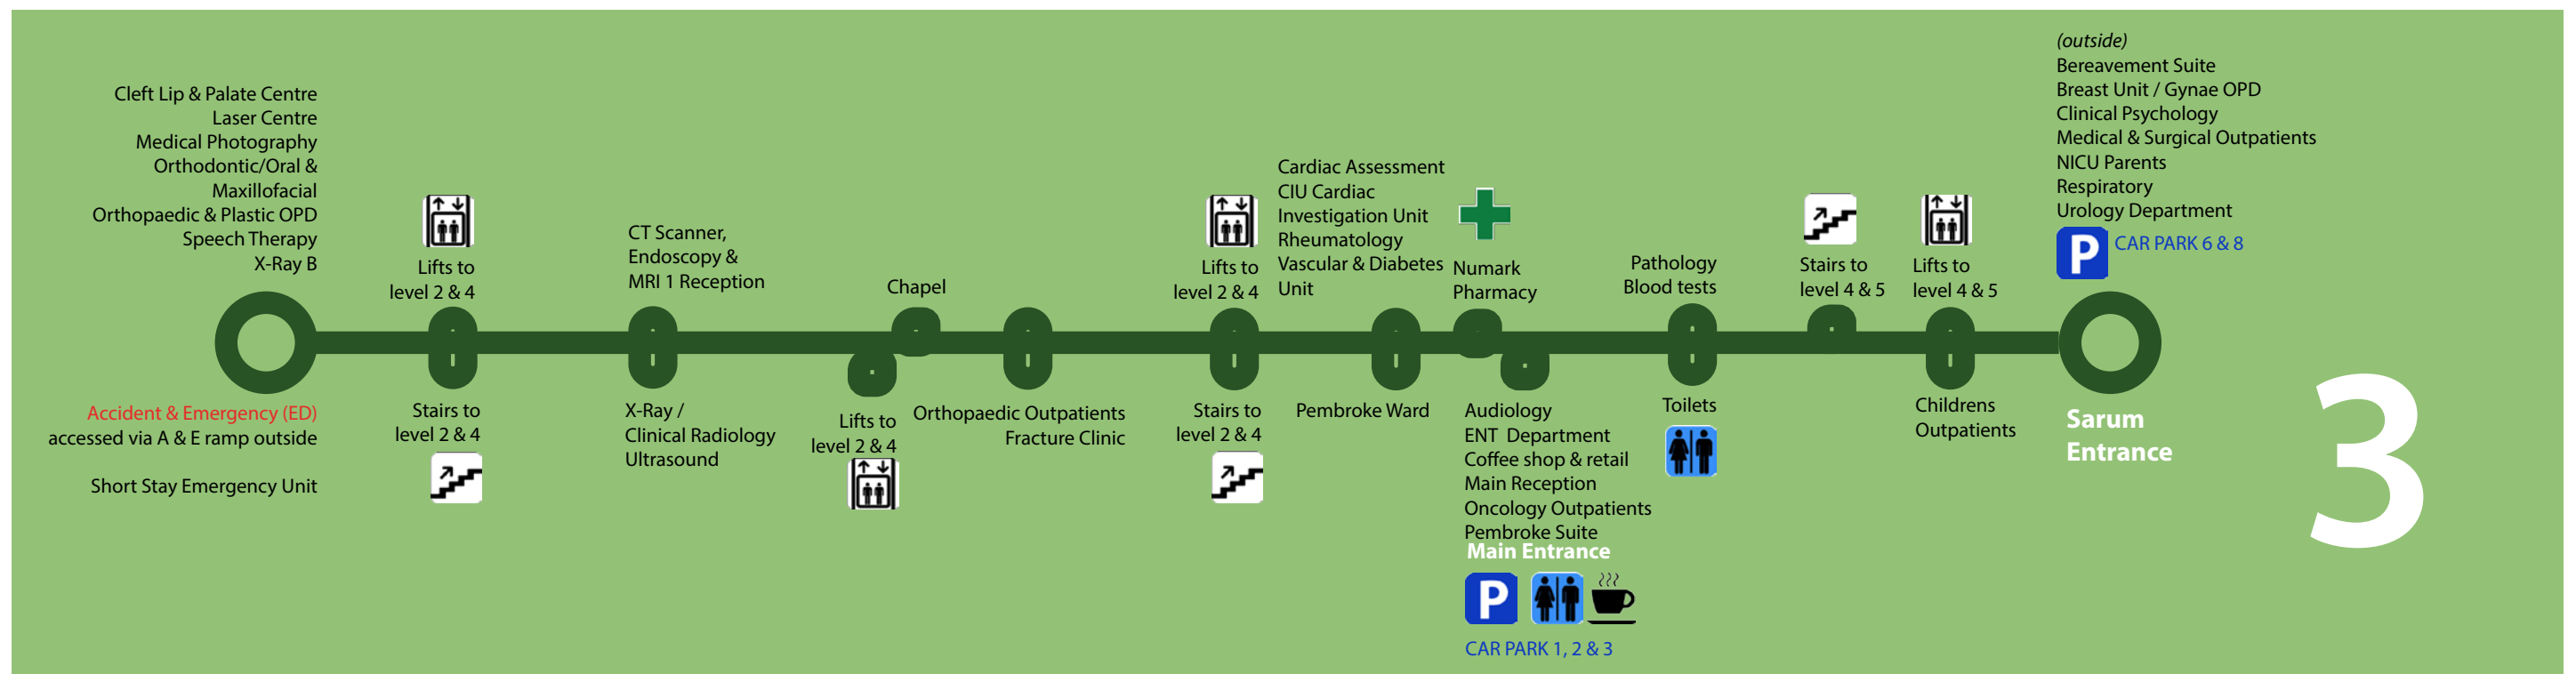 Cleft Lip & Palate Centre
Laser Centre
Medical Photography
Orthodontic/Oral &
Maxillofacial
Orthopaedic & Plastic OPD
Speech Therapy
X-Ray B
Accident & Emergency (ED)
accessed via A & E ramp outside
Short Stay Emergency Unit
Lifts to
level 2 & 4
Stairs to
level 2 & 4
CT Scanner,
Endoscopy &
MRI 1 Reception
X-Ray /
Clinical Radiology
Ultrasound
Chapel
Lifts to
level 2 & 4
Orthopaedic Outpatients
Fracture Clinic
Lifts to
level 2 & 4
Stairs to
level 2 & 4
Cardiac Assessment
CIU Cardiac
Investigation Unit
Rheumatology
Vascular & Diabetes
Unit
Pembroke Ward
Numark
Pharmacy
Audiology
ENT Department
Coffee shop & retail
Main Reception
Oncology Outpatients
Pembroke Suite
Main Entrance
P
CAR PARK 1, 2 & 3
Pathology
Blood tests
Toilets
Stairs to
level 4 & 5
Lifts to
level 4 & 5
Childrens
Outpatients
(outside)
Bereavement Suite
Breast Unit / Gynae OPD
Clinical Psychology
Medical & Surgical Outpatients
NICU Parents
Respiratory
Urology Department
P CAR PARK 6 & 8
Sarum
Entrance
3